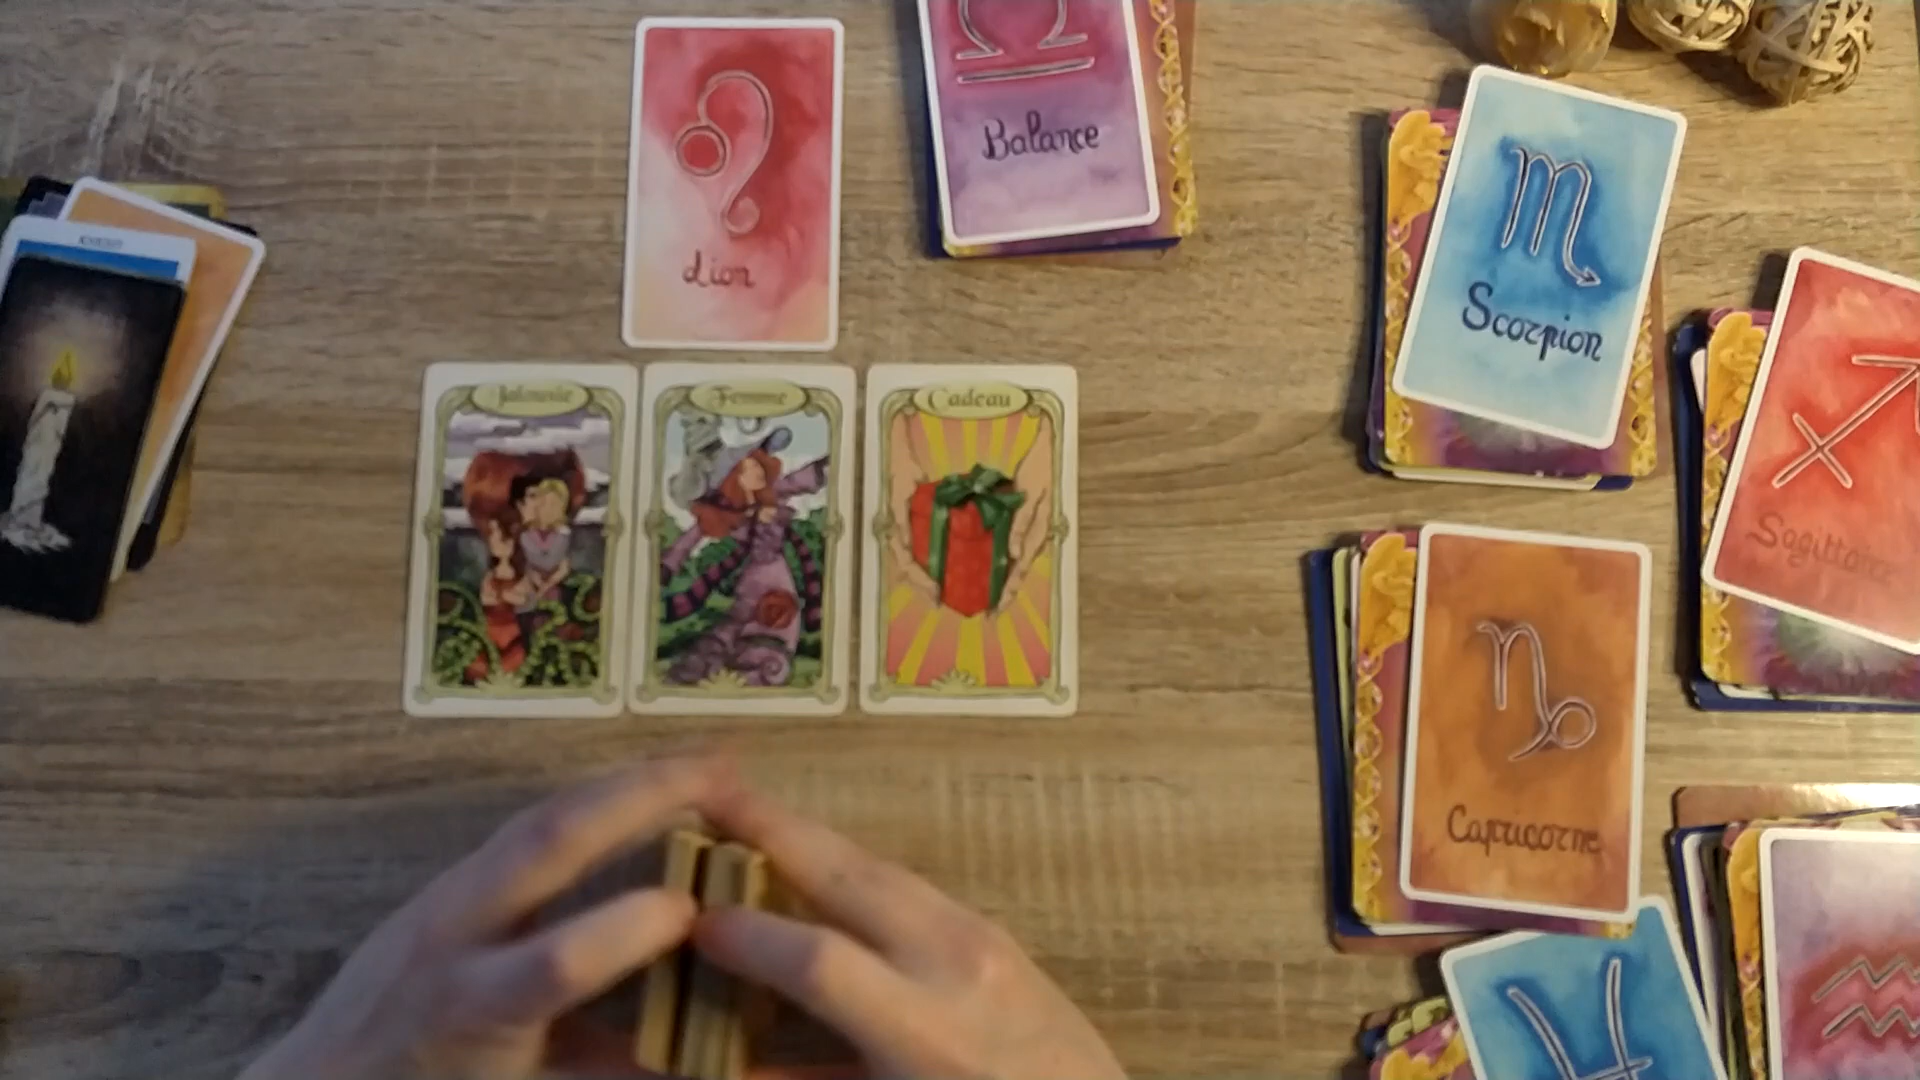 Lion
Balance
Scorpion
Sagittaire
Jalousie
Femme
Cadeau
Capricorne